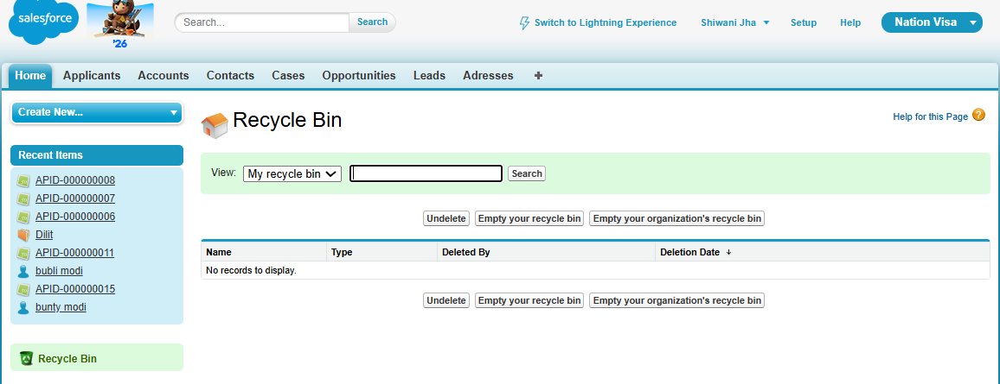 salesforce
'26
Search...
Search
Switch to Lightning Experience
Shiwani Jha
Setup
Help
Nation Visa
Home Applicants Accounts Contacts Cases Opportunities Leads Adresses +
Create New...
Recent Items
APID-000000008
APID-000000007
APID-000000006
Dilit
APID-000000011
bubli modi
APID-000000015
bunty modi
Recycle Bin
Recycle Bin
Help for this Page ?
View: My recycle bin Search
Undelete Empty your recycle bin Empty your organization's recycle bin
Name Type Deleted By Deletion Date ↓
No records to display.
Undelete Empty your recycle bin Empty your organization's recycle bin